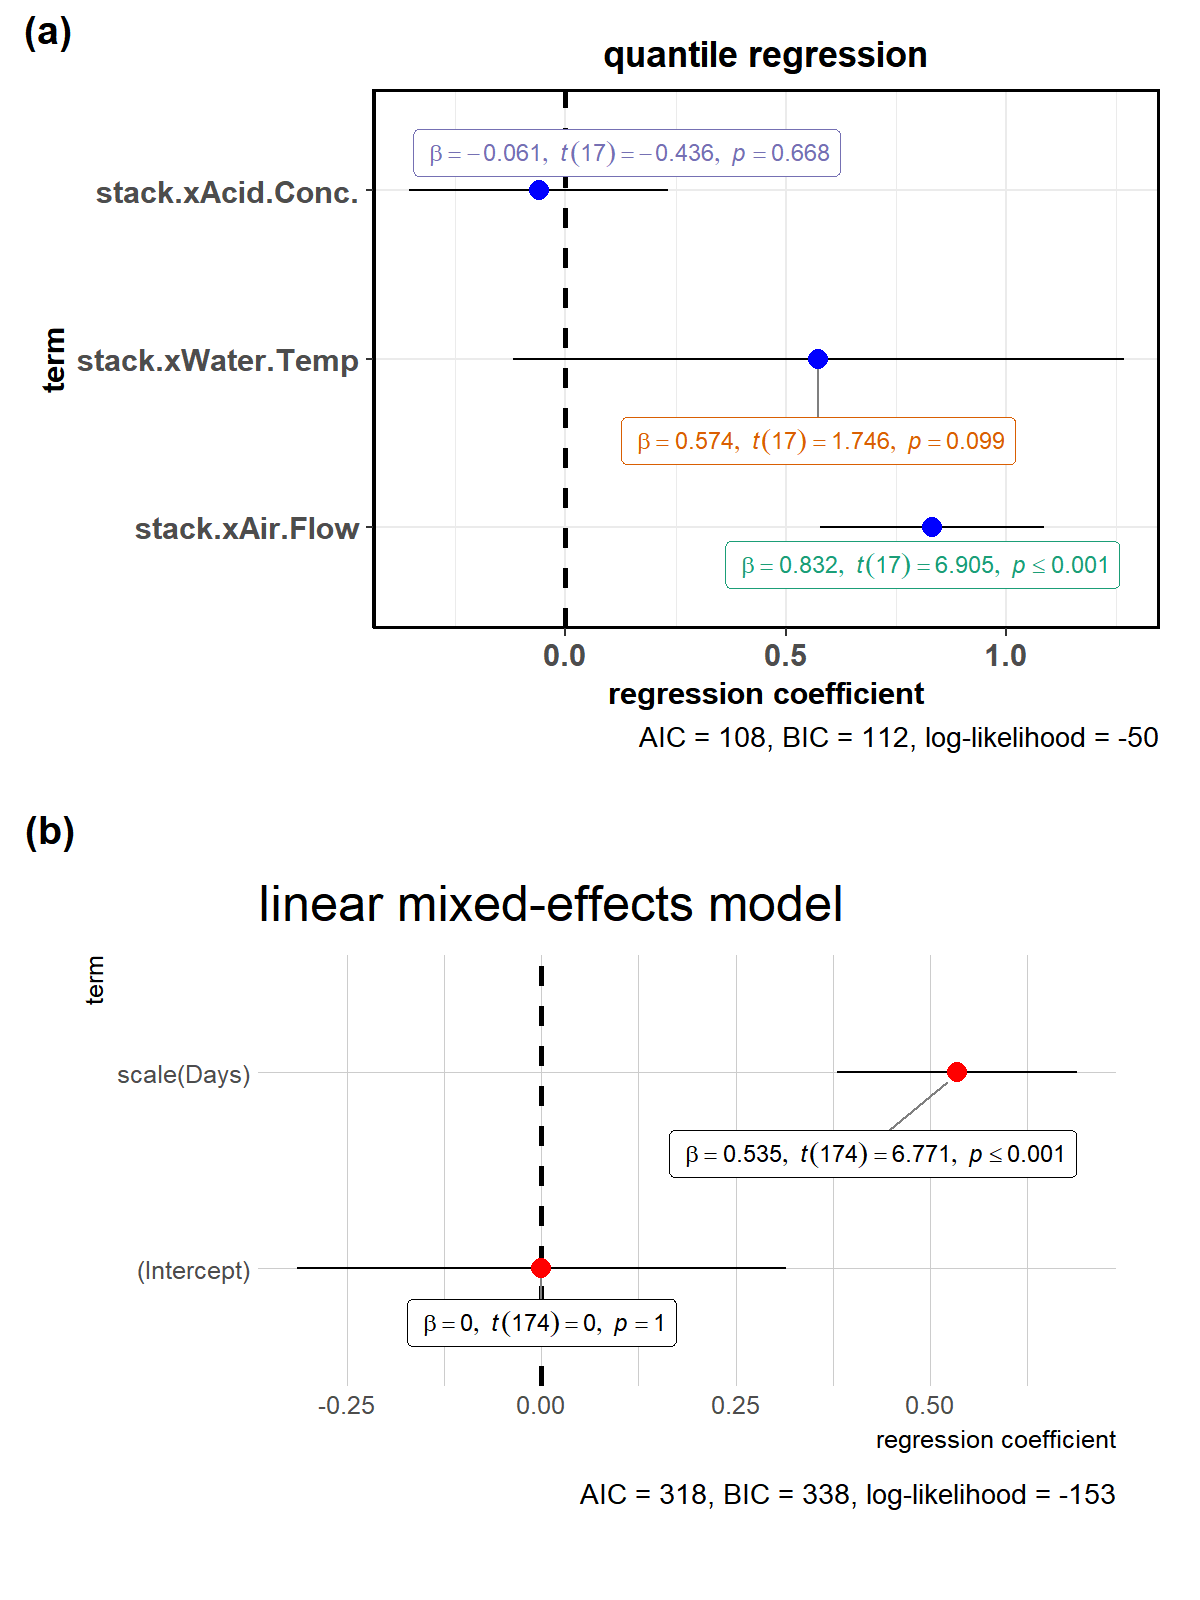 (a)
quantile regression
β = −0.061, t(17) = −0.436, p = 0.668
stack.xAcid.Conc.
term
stack.xWater.Temp
β = 0.574, t(17) = 1.746, p = 0.099
stack.xAir.Flow
β = 0.832, t(17) = 6.905, p ≤ 0.001
0.0 0.5 1.0
regression coefficient
AIC = 108, BIC = 112, log-likelihood = -50
(b)
linear mixed-effects model
term
scale(Days)
β = 0.535, t(174) = 6.771, p ≤ 0.001
(Intercept)
β = 0, t(174) = 0, p = 1
-0.25 0.00 0.25 0.50
regression coefficient
AIC = 318, BIC = 338, log-likelihood = -153